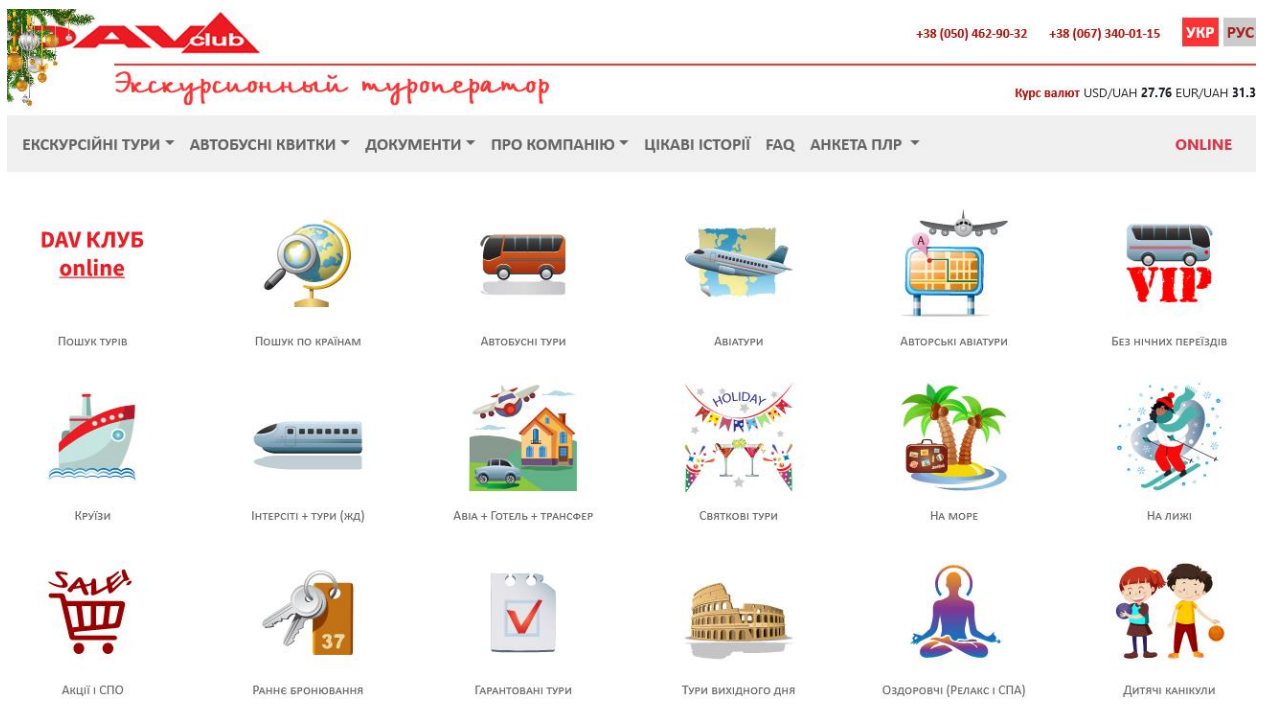 DAV club
+38 (050) 462-90-32 +38 (067) 340-01-15 УКР РУС
Экскурсионный туроператор
Курс валют USD/UAH 27.76 EUR/UAH 31.3
ЕКСКУРСІЙНІ ТУРИ АВТОБУСНІ КВИТКИ ДОКУМЕНТИ ПРО КОМПАНІЮ ЦІКАВІ ІСТОРІЇ FAQ АНКЕТА ПЛР ONLINE
DAV КЛУБ
online
A
VIP
Пошук турів Пошук по країнам Автобусні тури Авіатури Авторські авіатури Без нічних переїздів
HOLIDAY
Круїзи Інтерсіті + тури (жд) Авіа + Готель + трансфер Святкові тури На море На лижі
SALE!
37
Акції і СПО Раннє бронювання Гарантовані тури Тури вихідного дня Оздоровчі (Релакс і СПА) Дитячі канікули